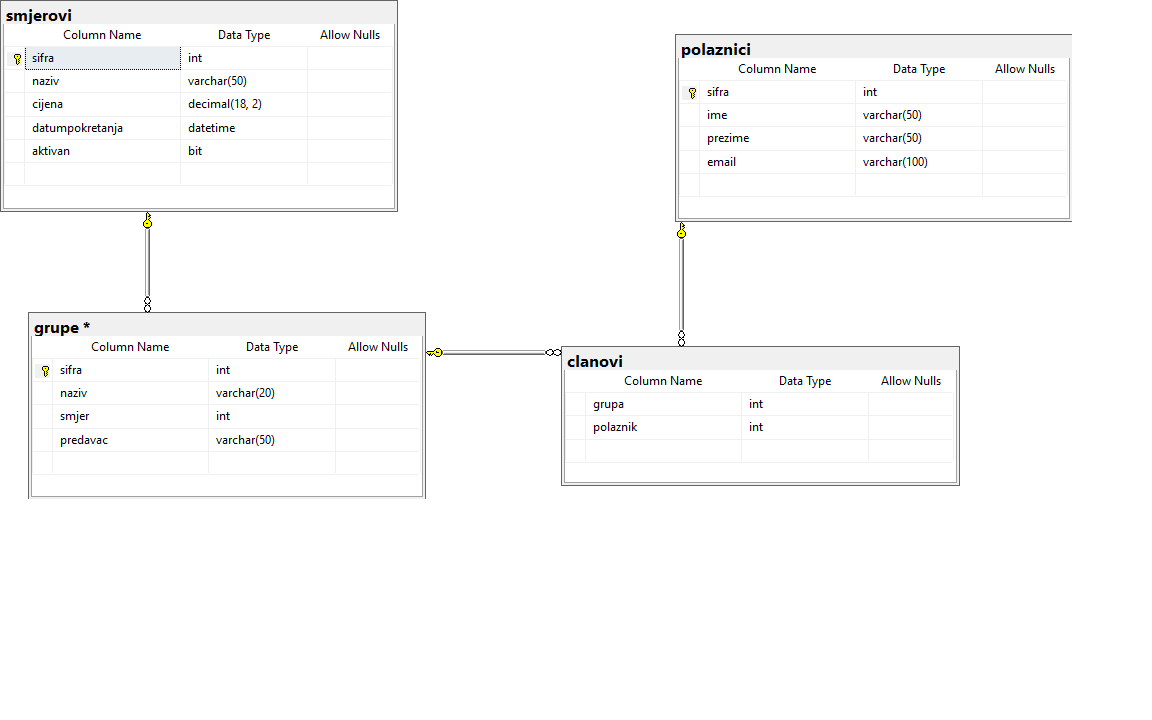 smjerovi
Column Name Data Type Allow Nulls
sifra int
naziv varchar(50)
cijena decimal(18, 2)
datumpokretanja datetime
aktivan bit
polaznici
Column Name Data Type Allow Nulls
sifra int
ime varchar(50)
prezime varchar(50)
email varchar(100)
grupe *
Column Name Data Type Allow Nulls
sifra int
naziv varchar(20)
smjer int
predavac varchar(50)
clanovi
Column Name Data Type Allow Nulls
grupa int
polaznik int